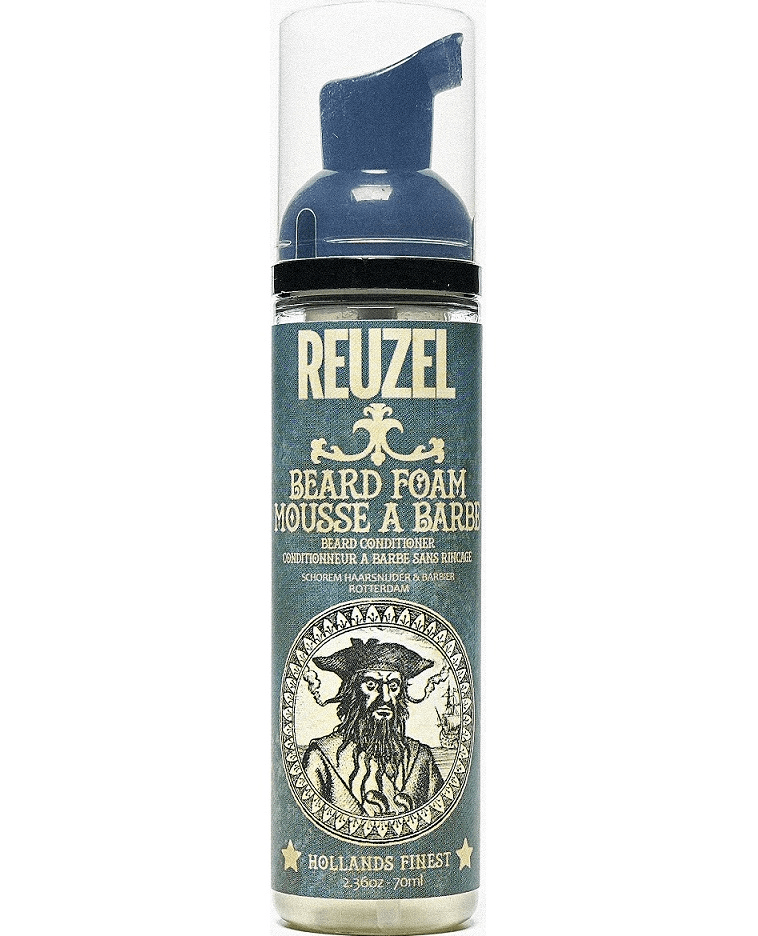 REUZEL
BEARD FOAM
MOUSSE A BARBE
BEARD CONDITIONER
CONDITIONNEUR A BARBE SANS RINCAGE
SCHOREM HAARSNIJDER & BARBIER
ROTTERDAM
HOLLANDS FINEST
2.36oz - 70ml